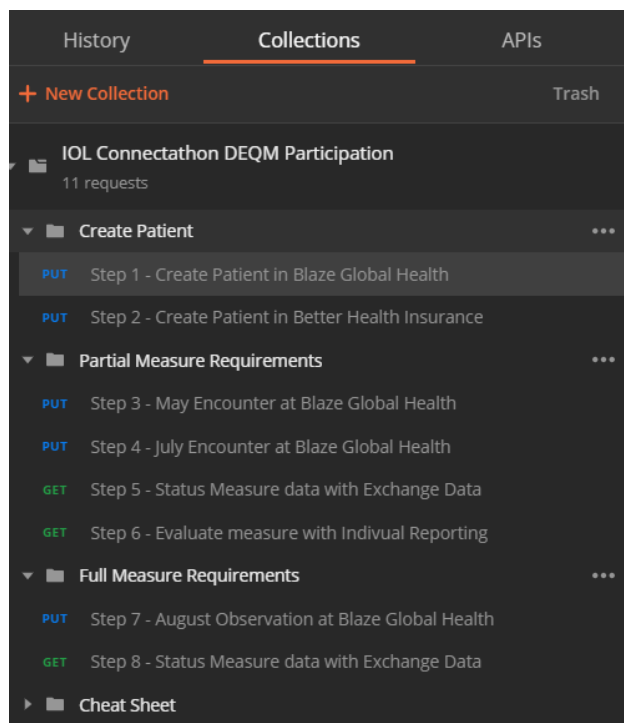 History Collections APIs
+ New Collection Trash
IOL Connectathon DEQM Participation
11 requests
Create Patient
PUT Step 1 - Create Patient in Blaze Global Health
PUT Step 2 - Create Patient in Better Health Insurance
Partial Measure Requirements
PUT Step 3 - May Encounter at Blaze Global Health
PUT Step 4 - July Encounter at Blaze Global Health
GET Step 5 - Status Measure data with Exchange Data
GET Step 6 - Evaluate measure with Indivual Reporting
Full Measure Requirements
PUT Step 7 - August Observation at Blaze Global Health
GET Step 8 - Status Measure data with Exchange Data
Cheat Sheet